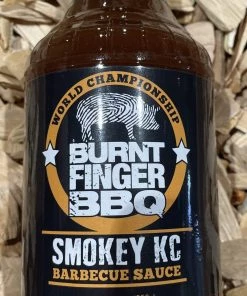 WORLD CHAMPIONSHIP
BURNT
FINGER
BBQ
SMOKEY KC
BARBECUE SAUCE